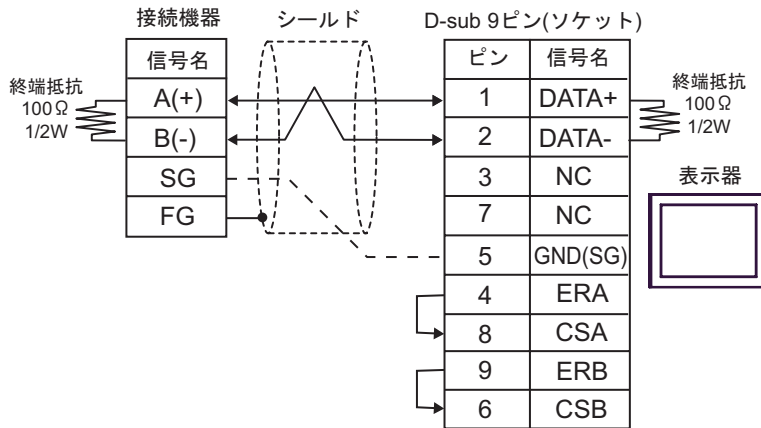 接続機器
シールド
D-sub 9ピン(ソケット)
信号名
ピン 信号名
終端抵抗
100Ω
1/2W
A(+)
B(-)
SG
FG
1 DATA+
2 DATA-
3 NC
7 NC
5 GND(SG)
4 ERA
8 CSA
9 ERB
6 CSB
終端抵抗
100Ω
1/2W
表示器